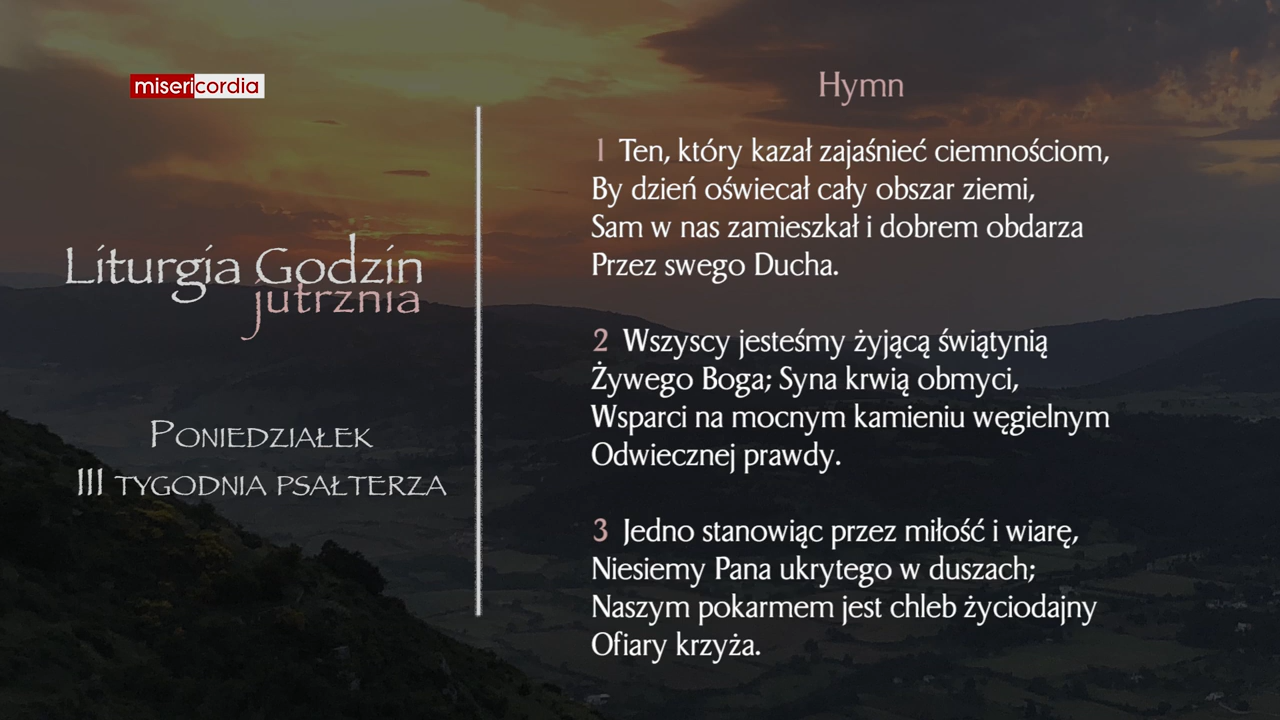 misericordia
Liturgia Godzin
jutrznia
Poniedziałek
III tygodnia psałterza
Hymn
1 Ten, który kazał zajaśnieć ciemnościom,
By dzień oświecał cały obszar ziemi,
Sam w nas zamieszkał i dobrem obdarza
Przez swego Ducha.
2 Wszyscy jesteśmy żyjącą świątynią
Żywego Boga; Syna krwią obmyci,
Wsparci na mocnym kamieniu węgielnym
Odwiecznej prawdy.
3 Jedno stanowiąc przez miłość i wiarę,
Niesiemy Pana ukrytego w duszach;
Naszym pokarmem jest chleb życiodajny
Ofiary krzyża.